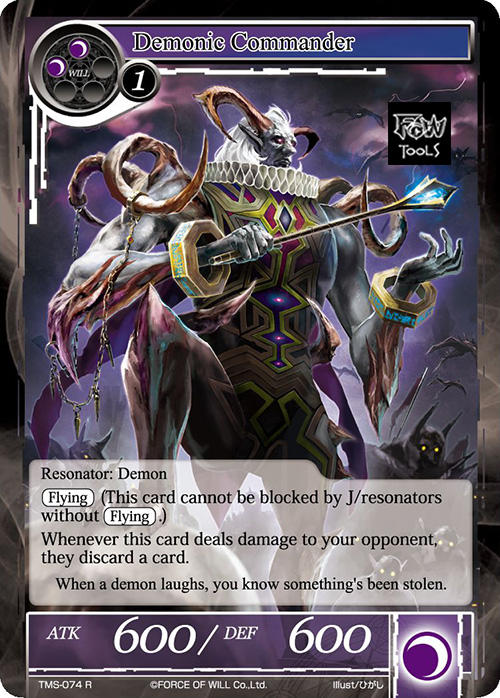 Demonic Commander
WILL
1
FOW
TOOLS
Resonator: Demon
Flying (This card cannot be blocked by J/resonators
without Flying.)
Whenever this card deals damage to your opponent,
they discard a card.
When a demon laughs, you know something's been stolen.
ATK 600 / DEF 600
TMS-074 R ©FORCE OF WILL Co.,Ltd. Illust/ひがし